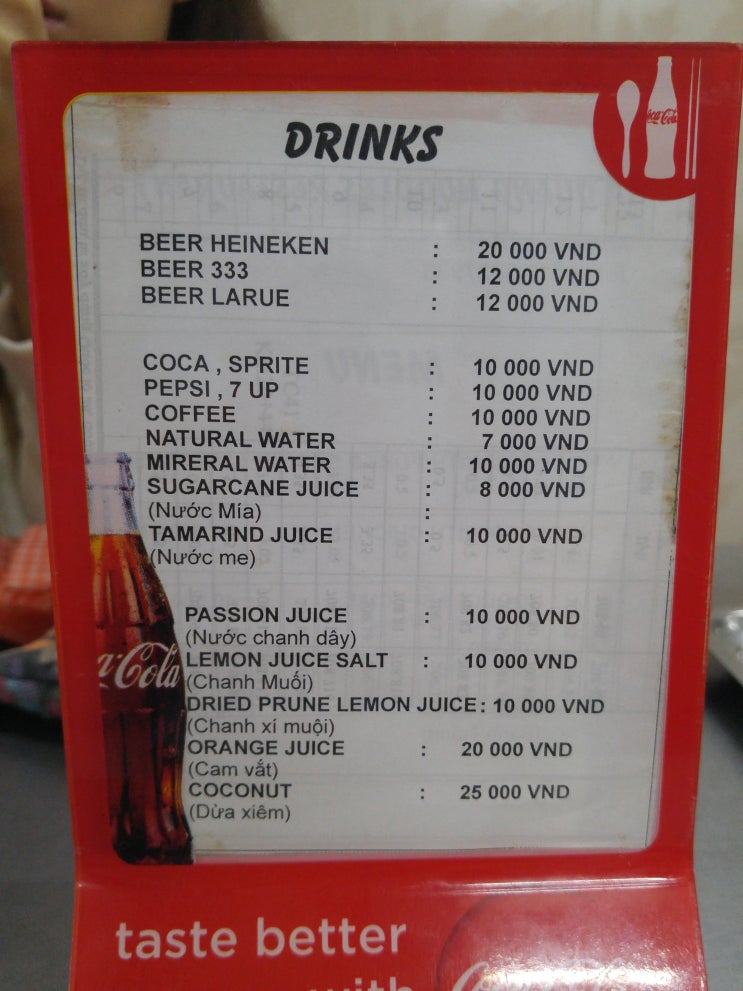 Coca-Cola
DRINKS
BEER HEINEKEN : 20 000 VND
BEER 333 : 12 000 VND
BEER LARUE : 12 000 VND
COCA , SPRITE : 10 000 VND
PEPSI , 7 UP : 10 000 VND
COFFEE : 10 000 VND
NATURAL WATER : 7 000 VND
MIRERAL WATER : 10 000 VND
SUGARCANE JUICE : 8 000 VND
(Nước Mía) :
TAMARIND JUICE : 10 000 VND
(Nước me)
PASSION JUICE : 10 000 VND
(Nước chanh dây)
LEMON JUICE SALT : 10 000 VND
(Chanh Muối)
DRIED PRUNE LEMON JUICE : 10 000 VND
(Chanh xí muội)
ORANGE JUICE : 20 000 VND
(Cam vắt)
COCONUT : 25 000 VND
(Dừa xiêm)
a-Cola
taste better
with